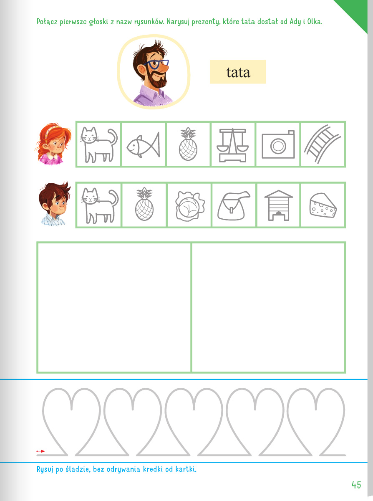 Połącz pierwsze głoski z nazw rysunków. Narysuj prezenty, które tata dostał od Ady i Olka.
tata
Rysuj po śladzie, bez odrywania kredki od kartki.
45